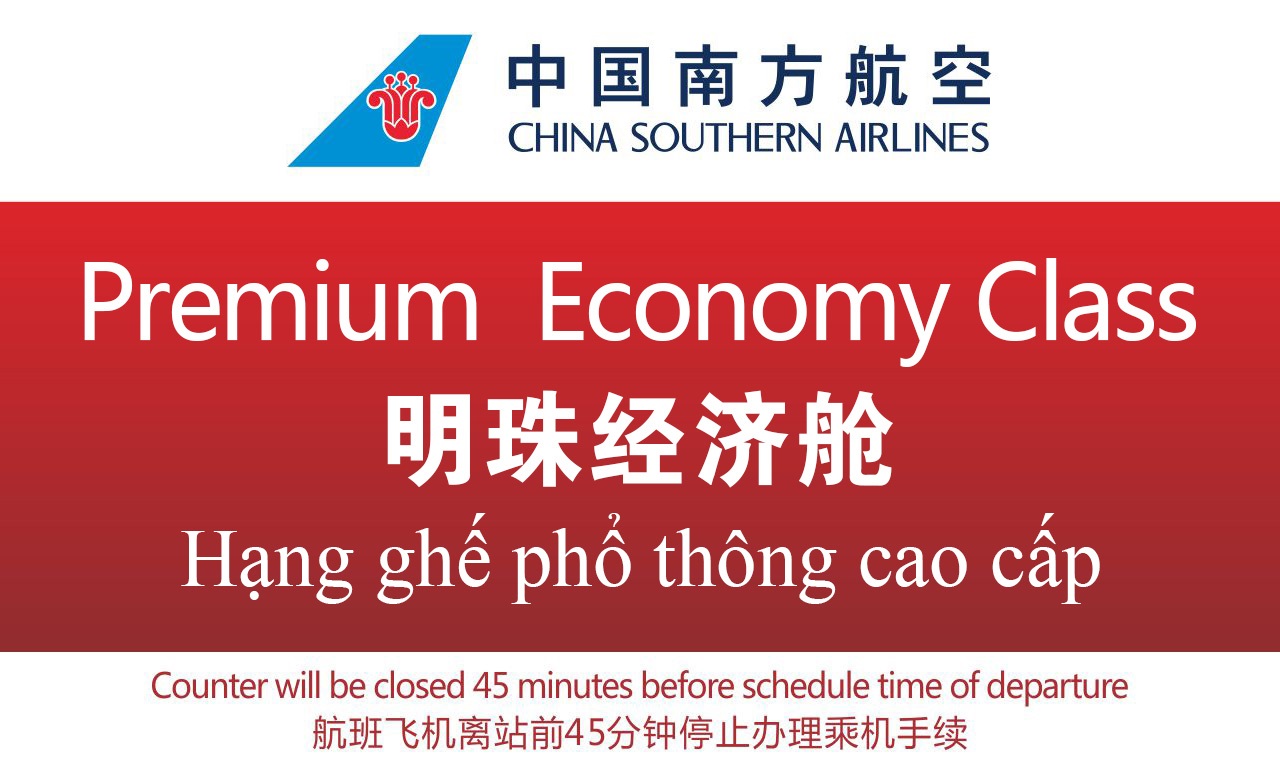 中国南方航空
CHINA SOUTHERN AIRLINES
Premium Economy Class
明珠经济舱
Hạng ghế phổ thông cao cấp
Counter will be closed 45 minutes before schedule time of departure
航班飞机离站前45分钟停止办理乘机手续